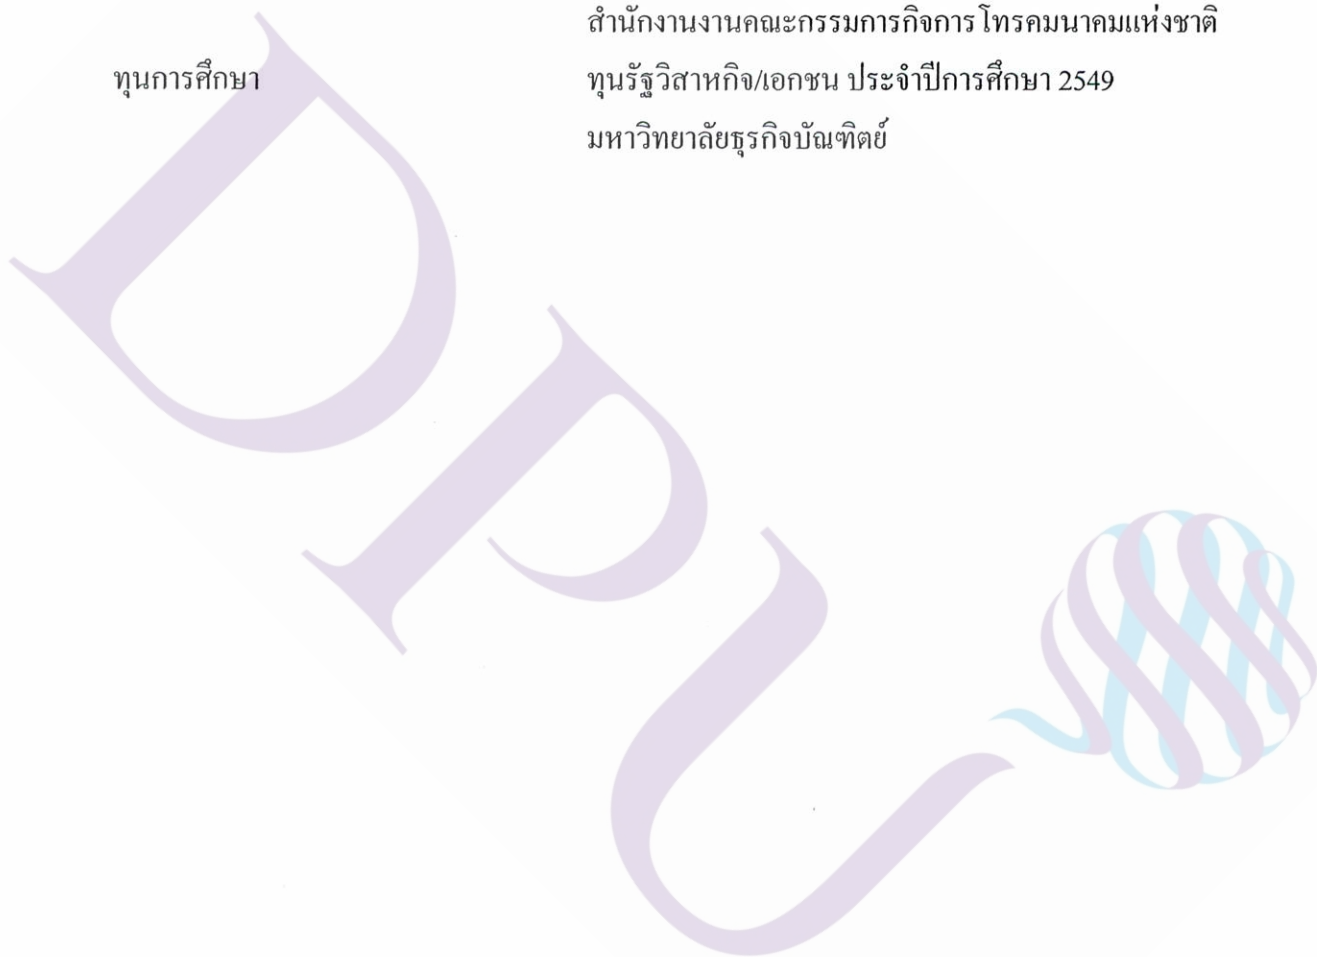 สำนักงานงานคณะกรรมการกิจการโทรคมนาคมแห่งชาติ
ทุนการศึกษา ทุนรัฐวิสาหกิจ/เอกชน ประจำปีการศึกษา 2549
มหาวิทยาลัยธุรกิจบัณฑิตย์
DPU